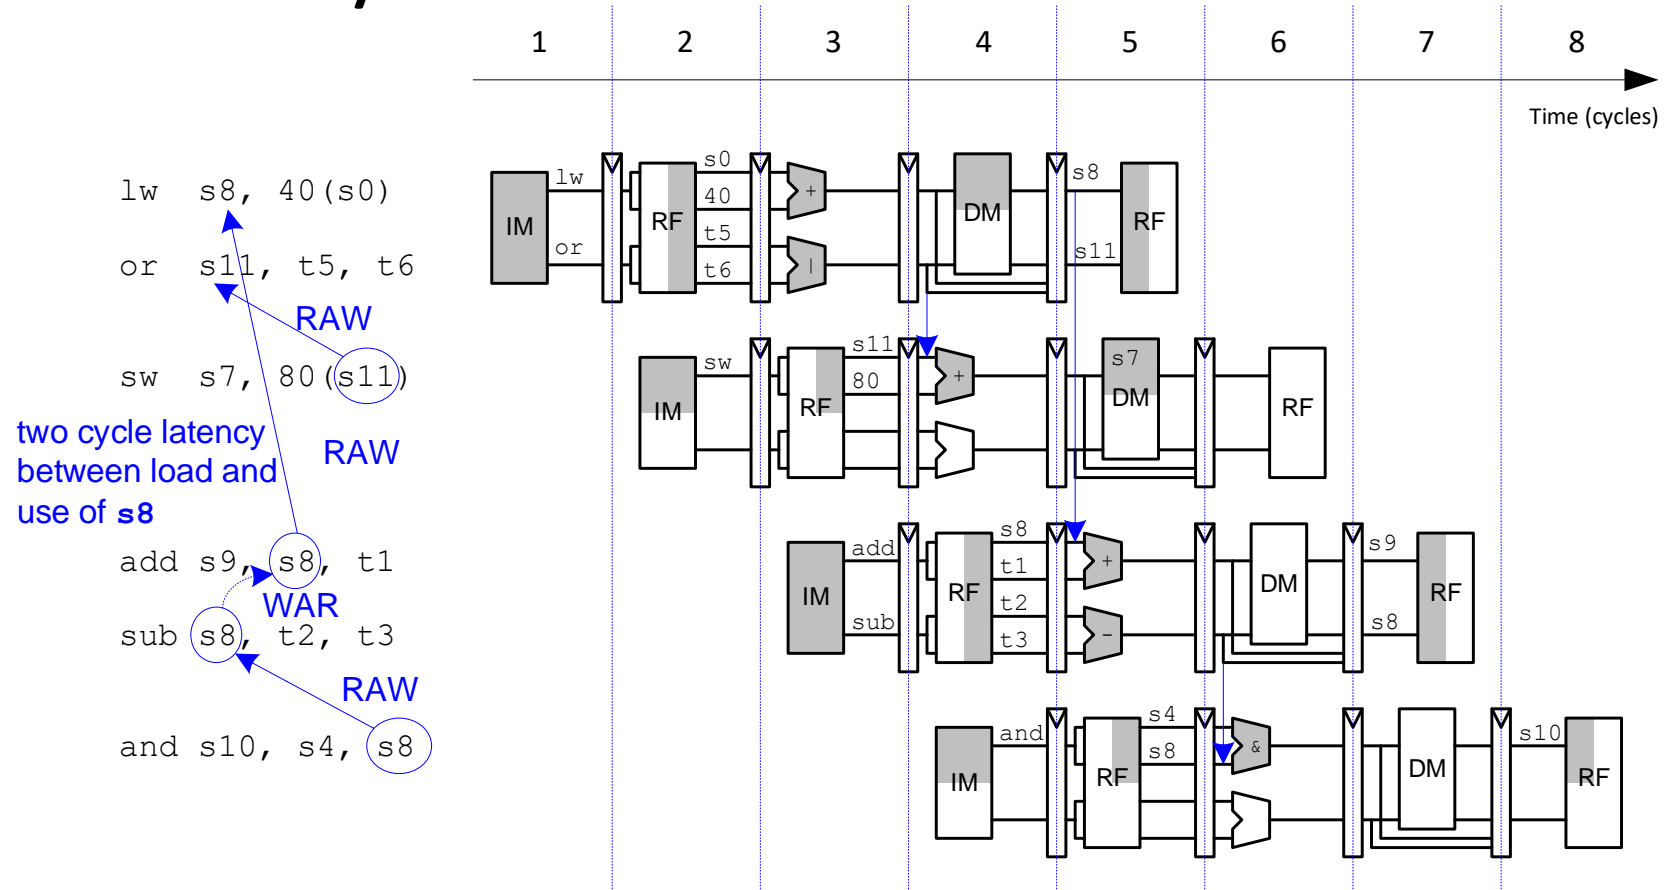 y
1 2 3 4 5 6 7 8
Time (cycles)
lw s8, 40(s0)
or s11, t5, t6
RAW
sw s7, 80(s11)
two cycle latency
between load and
use of s8
RAW
add s9, s8, t1
WAR
sub s8, t2, t3
RAW
and s10, s4, s8
IM lw or RF s0 40 t5 t6 + | DM s8 s11 RF
IM sw RF s11 80 + s7 DM RF
IM add sub RF s8 t1 t2 t3 + - DM s9 s8 RF
IM and RF s4 s8 & DM s10 RF